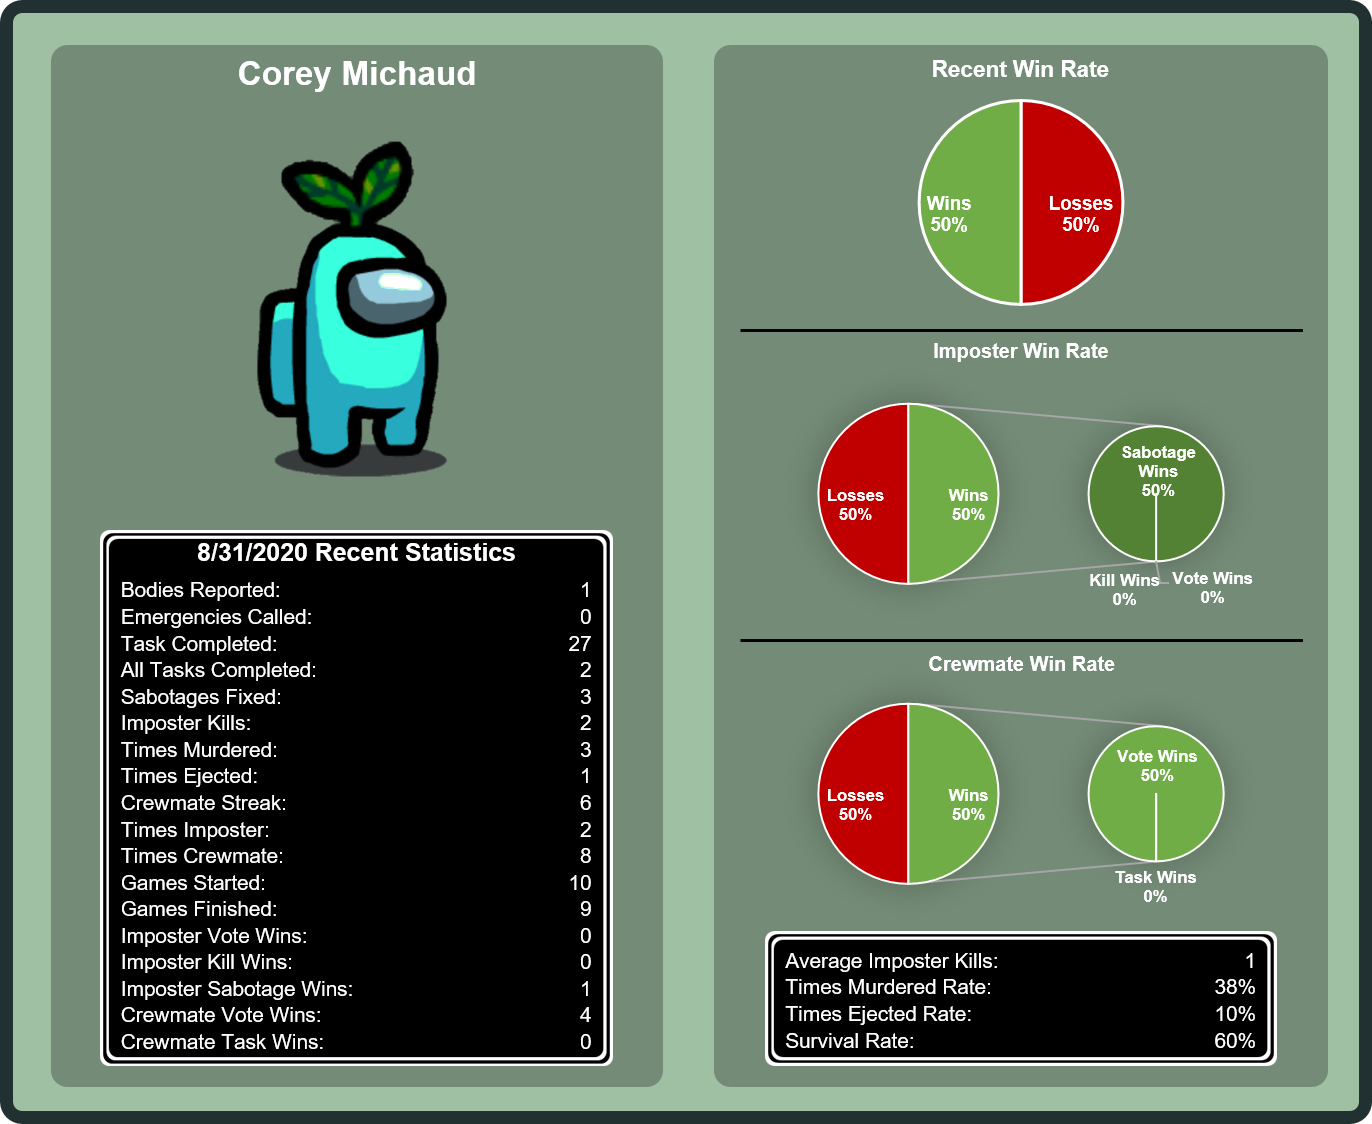 Corey Michaud
8/31/2020 Recent Statistics
Bodies Reported: 1
Emergencies Called: 0
Task Completed: 27
All Tasks Completed: 2
Sabotages Fixed: 3
Imposter Kills: 2
Times Murdered: 3
Times Ejected: 1
Crewmate Streak: 6
Times Imposter: 2
Times Crewmate: 8
Games Started: 10
Games Finished: 9
Imposter Vote Wins: 0
Imposter Kill Wins: 0
Imposter Sabotage Wins: 1
Crewmate Vote Wins: 4
Crewmate Task Wins: 0
Recent Win Rate
Wins
50%
Losses
50%
Imposter Win Rate
Losses
50%
Wins
50%
Sabotage
Wins
50%
Kill Wins
0%
Vote Wins
0%
Crewmate Win Rate
Losses
50%
Wins
50%
Vote Wins
50%
Task Wins
0%
Average Imposter Kills: 1
Times Murdered Rate: 38%
Times Ejected Rate: 10%
Survival Rate: 60%